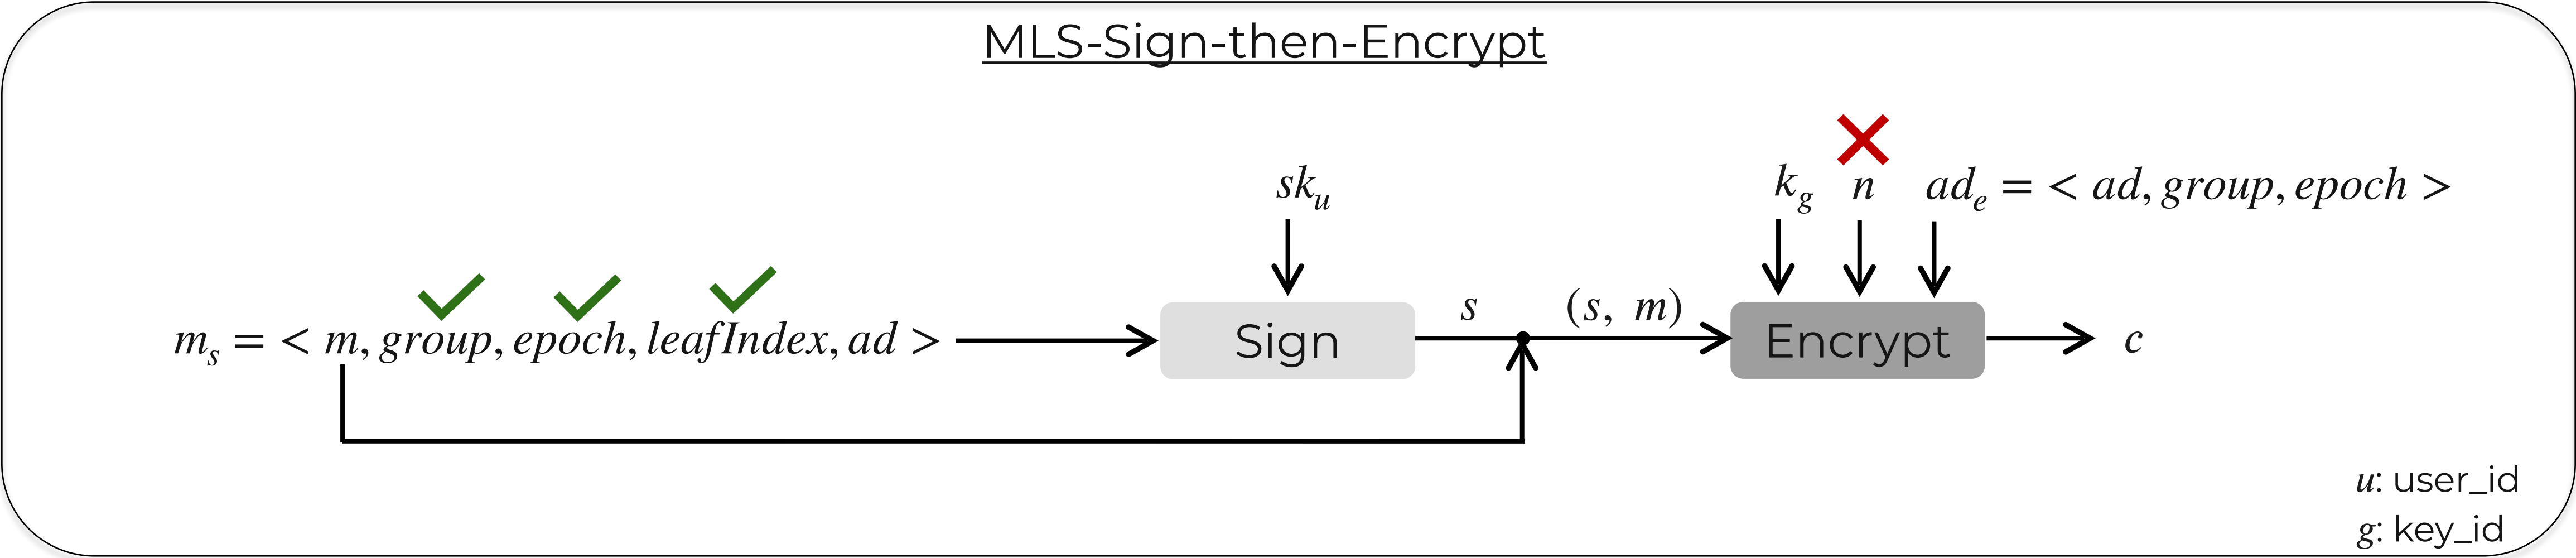 MLS-Sign-then-Encrypt
sk_u
k_g
n
ad_e = < ad, group, epoch >
m_s = < m, group, epoch, leafIndex, ad >
Sign
s
(s, m)
Encrypt
c
u: user_id
g: key_id